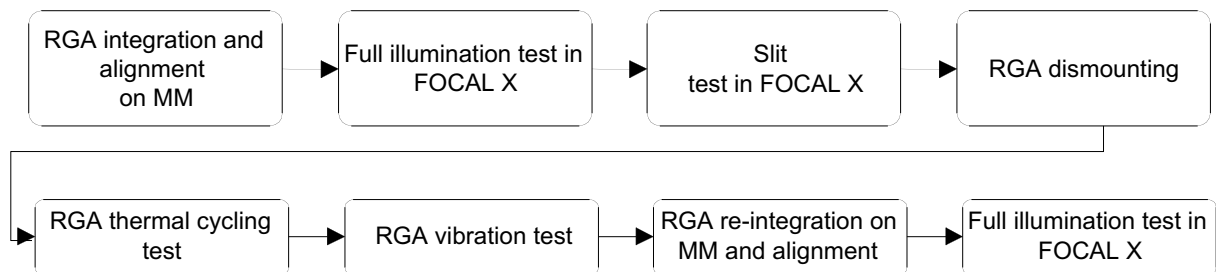 RGA integration and
alignment
on MM
Full illumination test in
FOCAL X
Slit
test in FOCAL X
RGA dismounting
RGA thermal cycling
test
RGA vibration test
RGA re-integration on
MM and alignment
Full illumination test in
FOCAL X